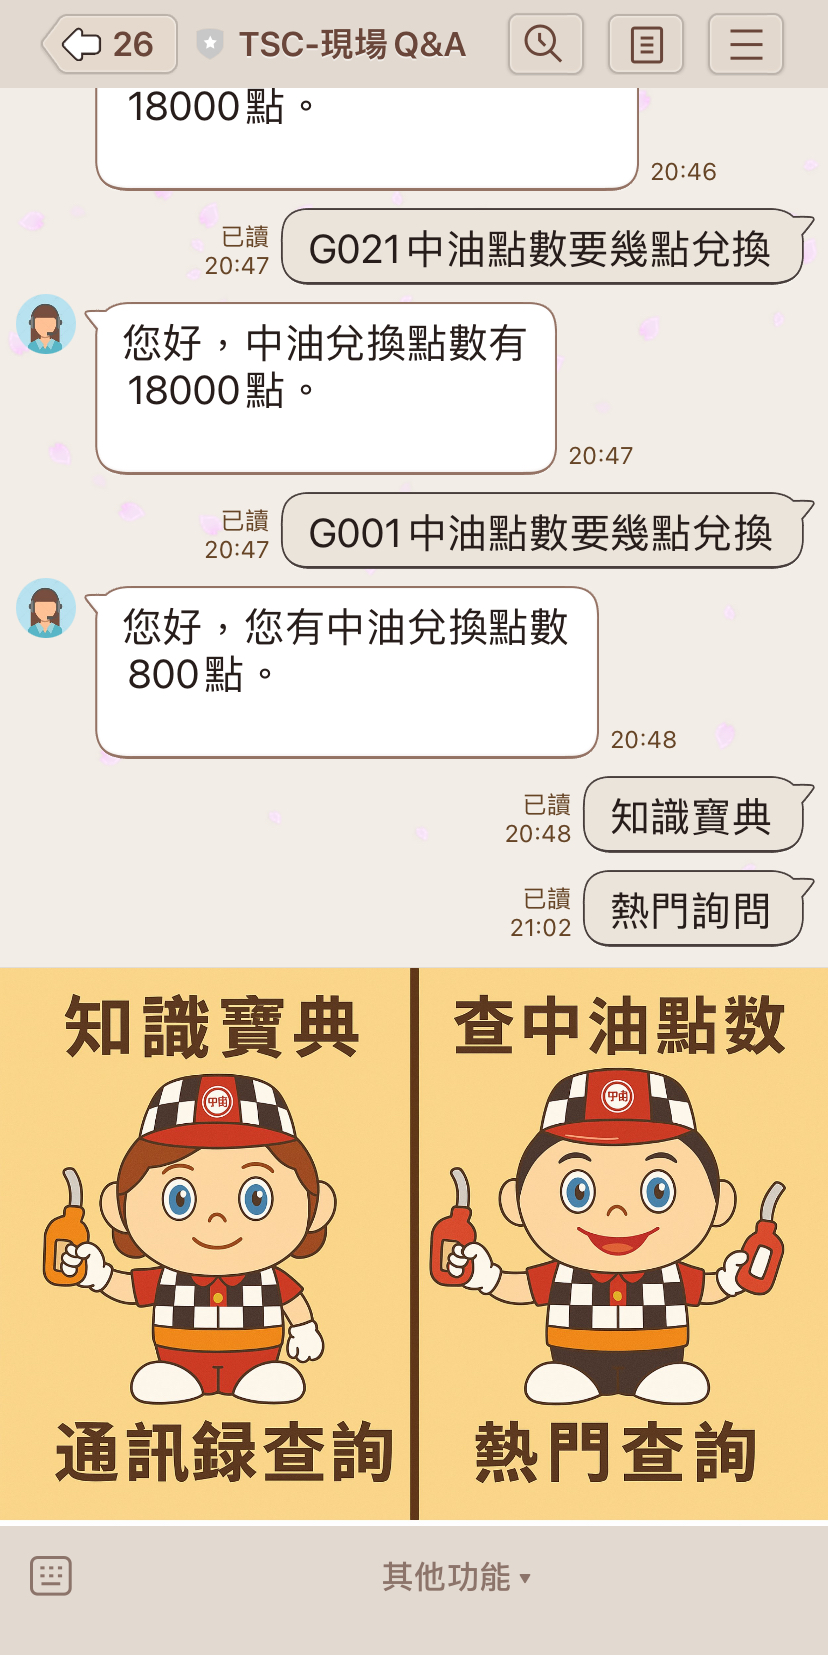 26
TSC-現場Q&A
18000點。
20:46
已讀
20:47
G021中油點數要幾點兌換
您好，中油兌換點數有
18000點。
20:47
已讀
20:47
G001中油點數要幾點兌換
您好，您有中油兌換點數
800點。
20:48
已讀
20:48
知識寶典
已讀
21:02
熱門詢問
知識寶典
查中油點数
中油
中油
通訊録查詢
熱門查詢
其他功能